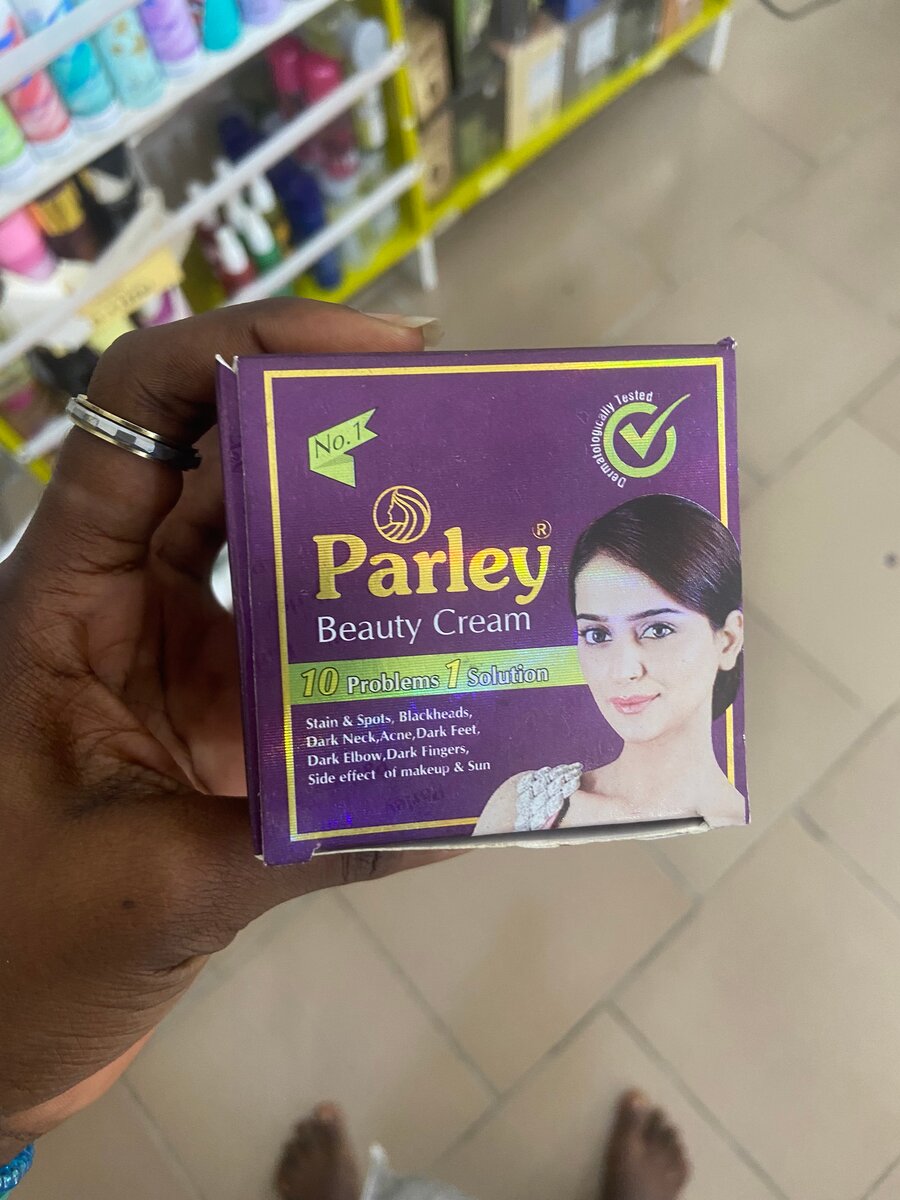 No.1
Dermatologically Tested
Parley®
Beauty Cream
10 Problems 1 Solution
Stain & Spots, Blackheads,
Dark Neck,Acne,Dark Feet,
Dark Elbow,Dark Fingers,
Side effect of makeup & Sun